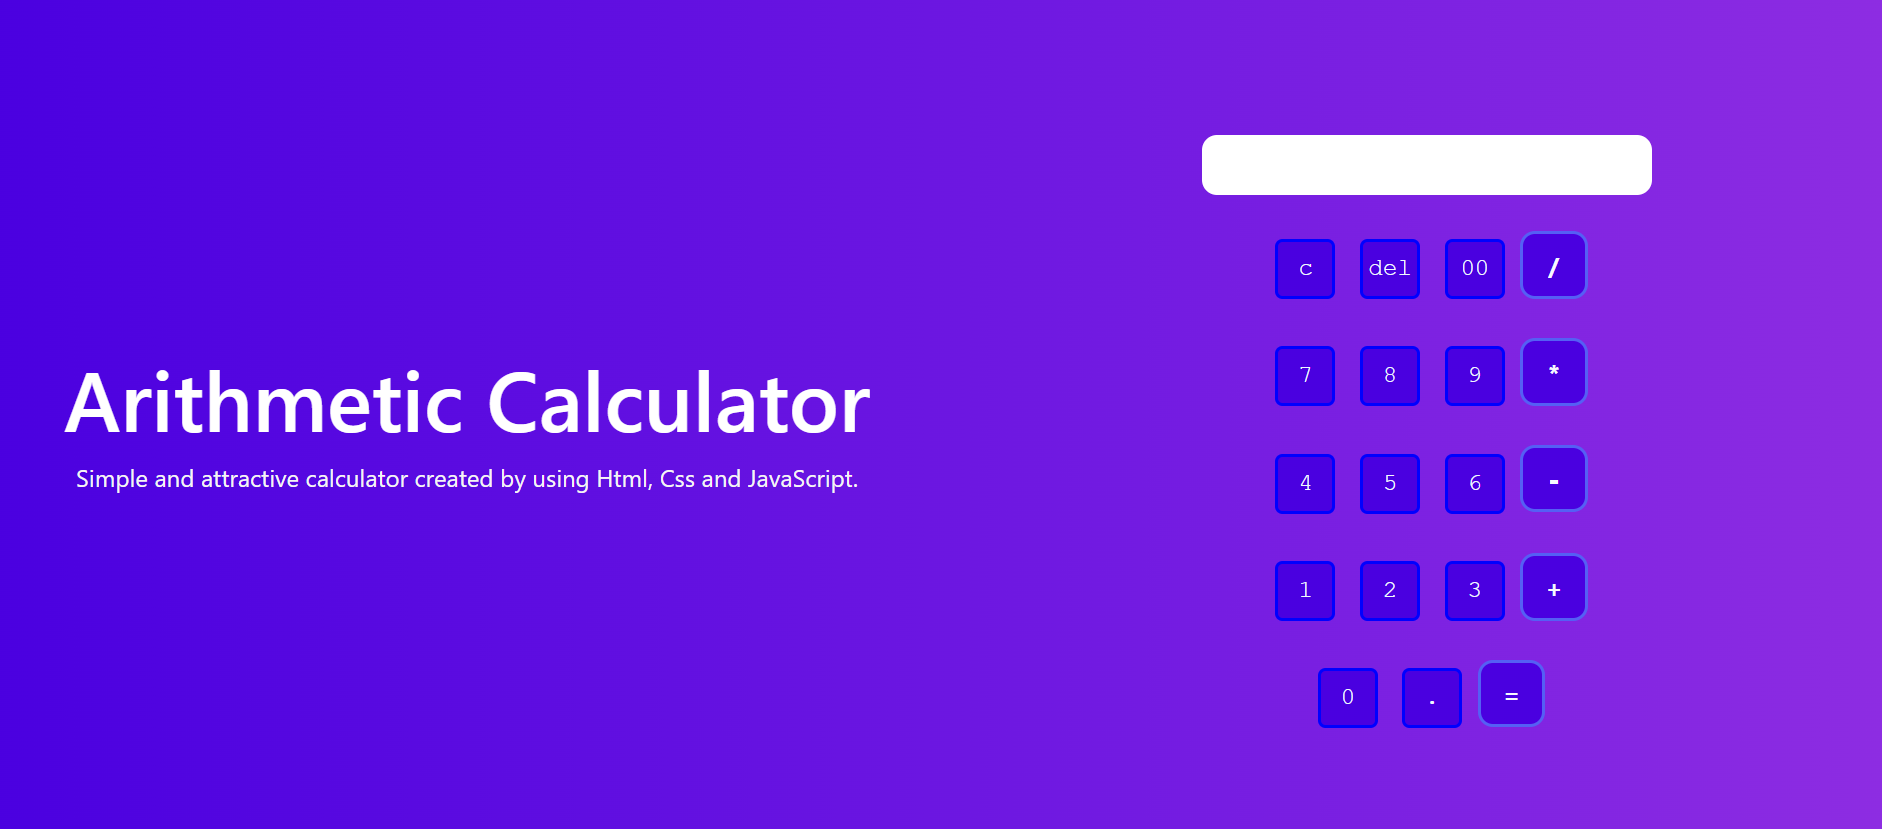 Arithmetic Calculator
Simple and attractive calculator created by using Html, Css and JavaScript.
c del 00 /
7 8 9 *
4 5 6 -
1 2 3 +
0 . =